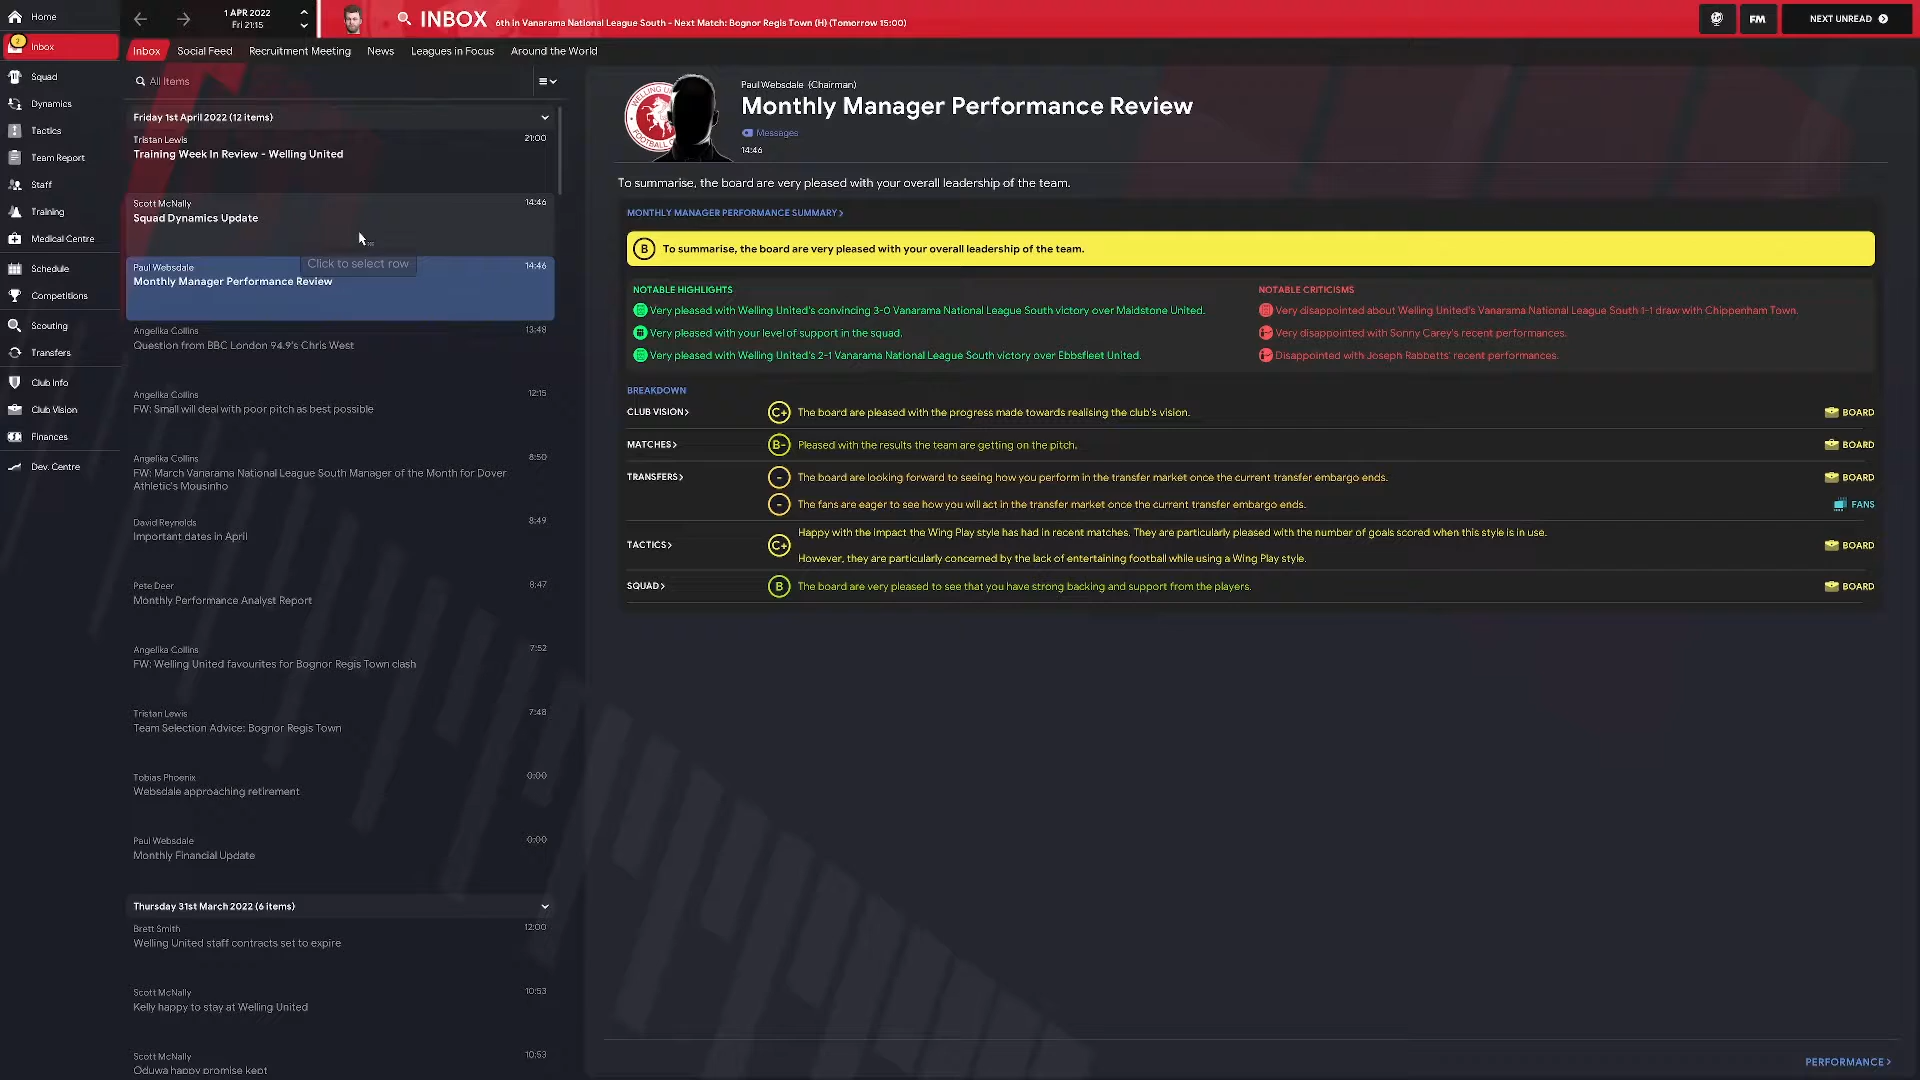 Home
Inbox
2
Squad
Dynamics
Tactics
Team Report
Staff
Training
Medical Centre
Schedule
Competitions
Scouting
Transfers
Club Info
Club Vision
Finances
Dev. Centre
1 APR 2022
Fri 21:15
INBOX
6th in Vanarama National League South - Next Match: Bognor Regis Town (H) (Tomorrow 15:00)
FM
NEXT UNREAD
Inbox Social Feed Recruitment Meeting News Leagues in Focus Around the World
All Items
Friday 1st April 2022 (12 items)
Tristan Lewis 21:00
Training Week In Review - Welling United
Scott McNally 14:46
Squad Dynamics Update
Click to select row
Paul Websdale 14:46
Monthly Manager Performance Review
Angelika Collins 13:48
Question from BBC London 94.9's Chris West
Angelika Collins 12:15
FW: Small will deal with poor pitch as best possible
Angelika Collins 8:50
FW: March Vanarama National League South Manager of the Month for Dover
Athletic's Mousinho
David Reynolds 8:49
Important dates in April
Pete Deer 8:47
Monthly Performance Analyst Report
Angelika Collins 7:52
FW: Welling United favourites for Bognor Regis Town clash
Tristan Lewis 7:48
Team Selection Advice: Bognor Regis Town
Tobias Phoenix 0:00
Websdale approaching retirement
Paul Websdale 0:00
Monthly Financial Update
Thursday 31st March 2022 (6 items)
Brett Smith 12:00
Welling United staff contracts set to expire
Scott McNally 10:53
Kelly happy to stay at Welling United
Scott McNally 10:53
Oduwa happy promise kept
Paul Websdale (Chairman)
Monthly Manager Performance Review
Messages
14:46
To summarise, the board are very pleased with your overall leadership of the team.
MONTHLY MANAGER PERFORMANCE SUMMARY >
B To summarise, the board are very pleased with your overall leadership of the team.
NOTABLE HIGHLIGHTS
Very pleased with Welling United's convincing 3-0 Vanarama National League South victory over Maidstone United.
Very pleased with your level of support in the squad.
Very pleased with Welling United's 2-1 Vanarama National League South victory over Ebbsfleet United.
NOTABLE CRITICISMS
Very disappointed about Welling United's Vanarama National League South 1-1 draw with Chippenham Town.
Very disappointed with Sonny Carey's recent performances.
Disappointed with Joseph Rabbetts' recent performances.
BREAKDOWN
CLUB VISION > C+ The board are pleased with the progress made towards realising the club's vision. BOARD
MATCHES > B- Pleased with the results the team are getting on the pitch. BOARD
TRANSFERS > - The board are looking forward to seeing how you perform in the transfer market once the current transfer embargo ends. BOARD
- The fans are eager to see how you will act in the transfer market once the current transfer embargo ends. FANS
Happy with the impact the Wing Play style has had in recent matches. They are particularly pleased with the number of goals scored when this style is in use.
TACTICS > C+ BOARD
However, they are particularly concerned by the lack of entertaining football while using a Wing Play style.
SQUAD > B The board are very pleased to see that you have strong backing and support from the players. BOARD
PERFORMANCE >